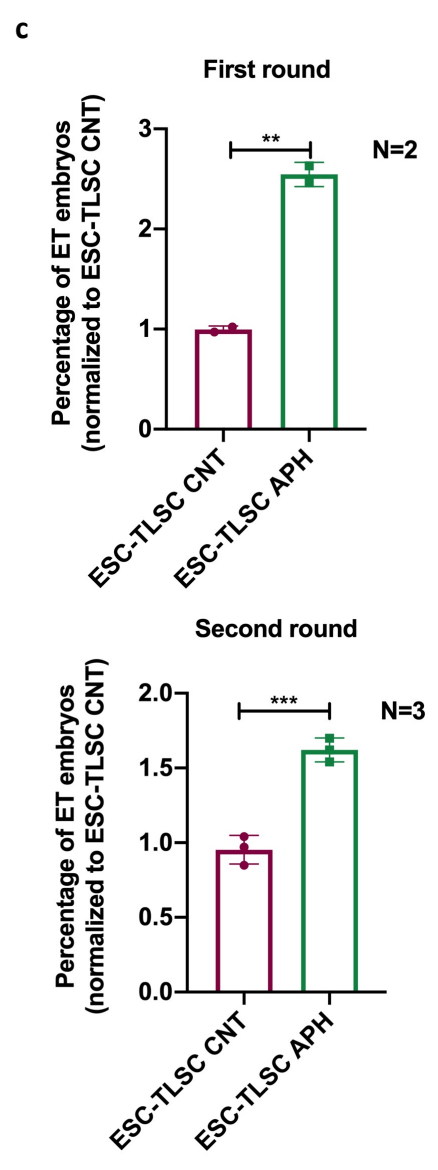 c
First round
Percentage of ET embryos
(normalized to ESC-TLSC CNT)
3
2
1
0
**
N=2
ESC-TLSC CNT
ESC-TLSC APH
Second round
Percentage of ET embryos
(normalized to ESC-TLSC CNT)
2.0
1.5
1.0
0.5
0.0
***
N=3
ESC-TLSC CNT
ESC-TLSC APH